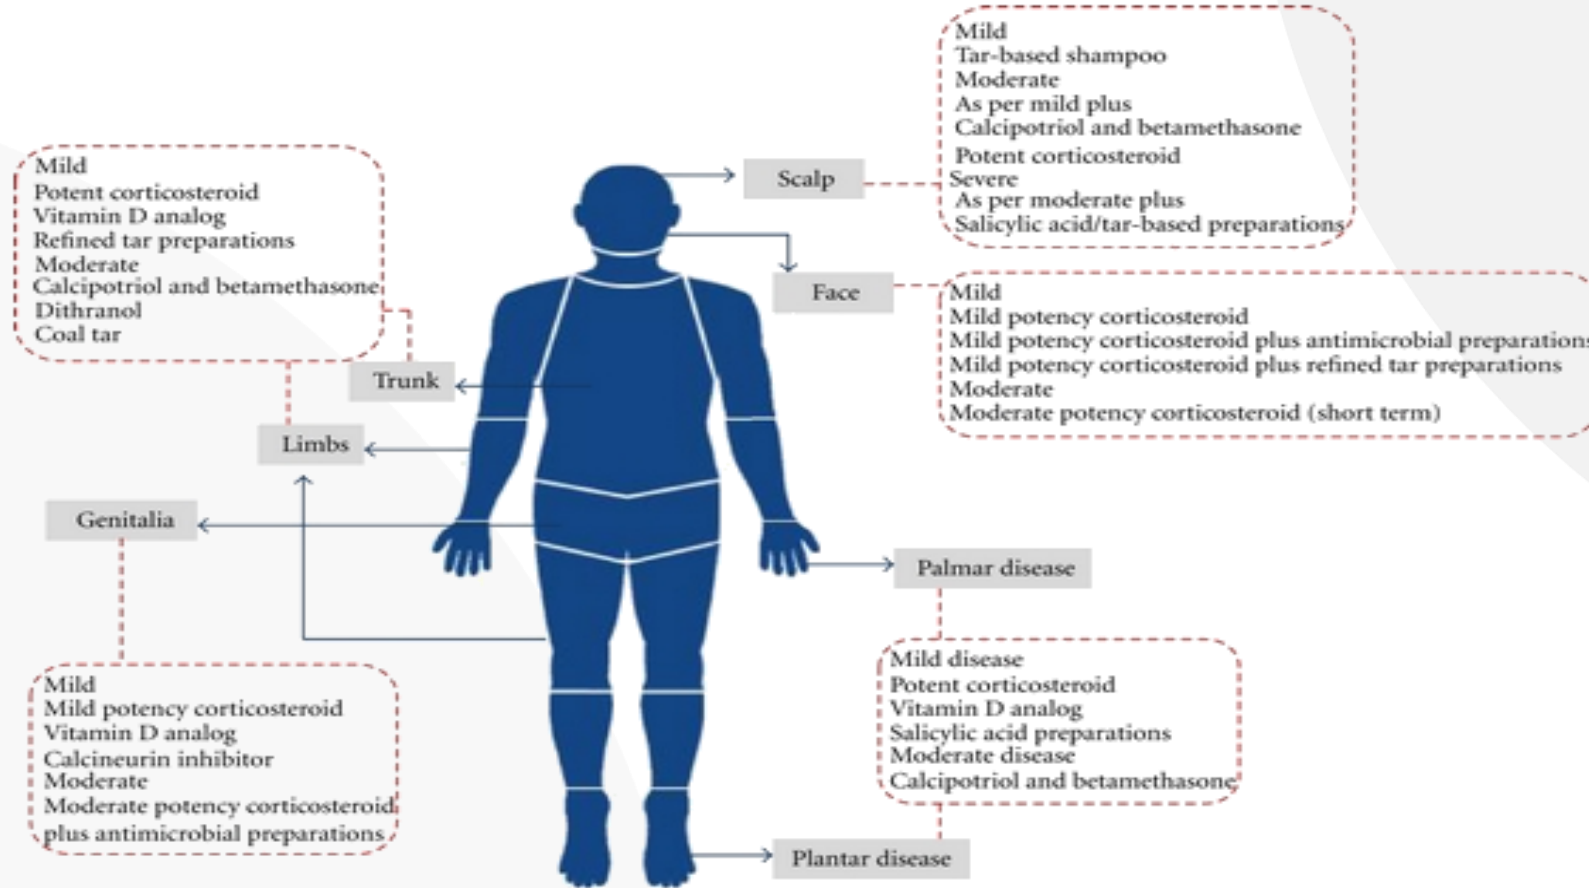 Scalp
Mild
Tar-based shampoo
Moderate
As per mild plus
Calcipotriol and betamethasone
Potent corticosteroid
Severe
As per moderate plus
Salicylic acid/tar-based preparations
Face
Mild
Mild potency corticosteroid
Mild potency corticosteroid plus antimicrobial preparations
Mild potency corticosteroid plus refined tar preparations
Moderate
Moderate potency corticosteroid (short term)
Mild
Potent corticosteroid
Vitamin D analog
Refined tar preparations
Moderate
Calcipotriol and betamethasone
Dithranol
Coal tar
Trunk
Limbs
Genitalia
Mild
Mild potency corticosteroid
Vitamin D analog
Calcineurin inhibitor
Moderate
Moderate potency corticosteroid
plus antimicrobial preparations
Palmar disease
Mild disease
Potent corticosteroid
Vitamin D analog
Salicylic acid preparations
Moderate disease
Calcipotriol and betamethasone
Plantar disease